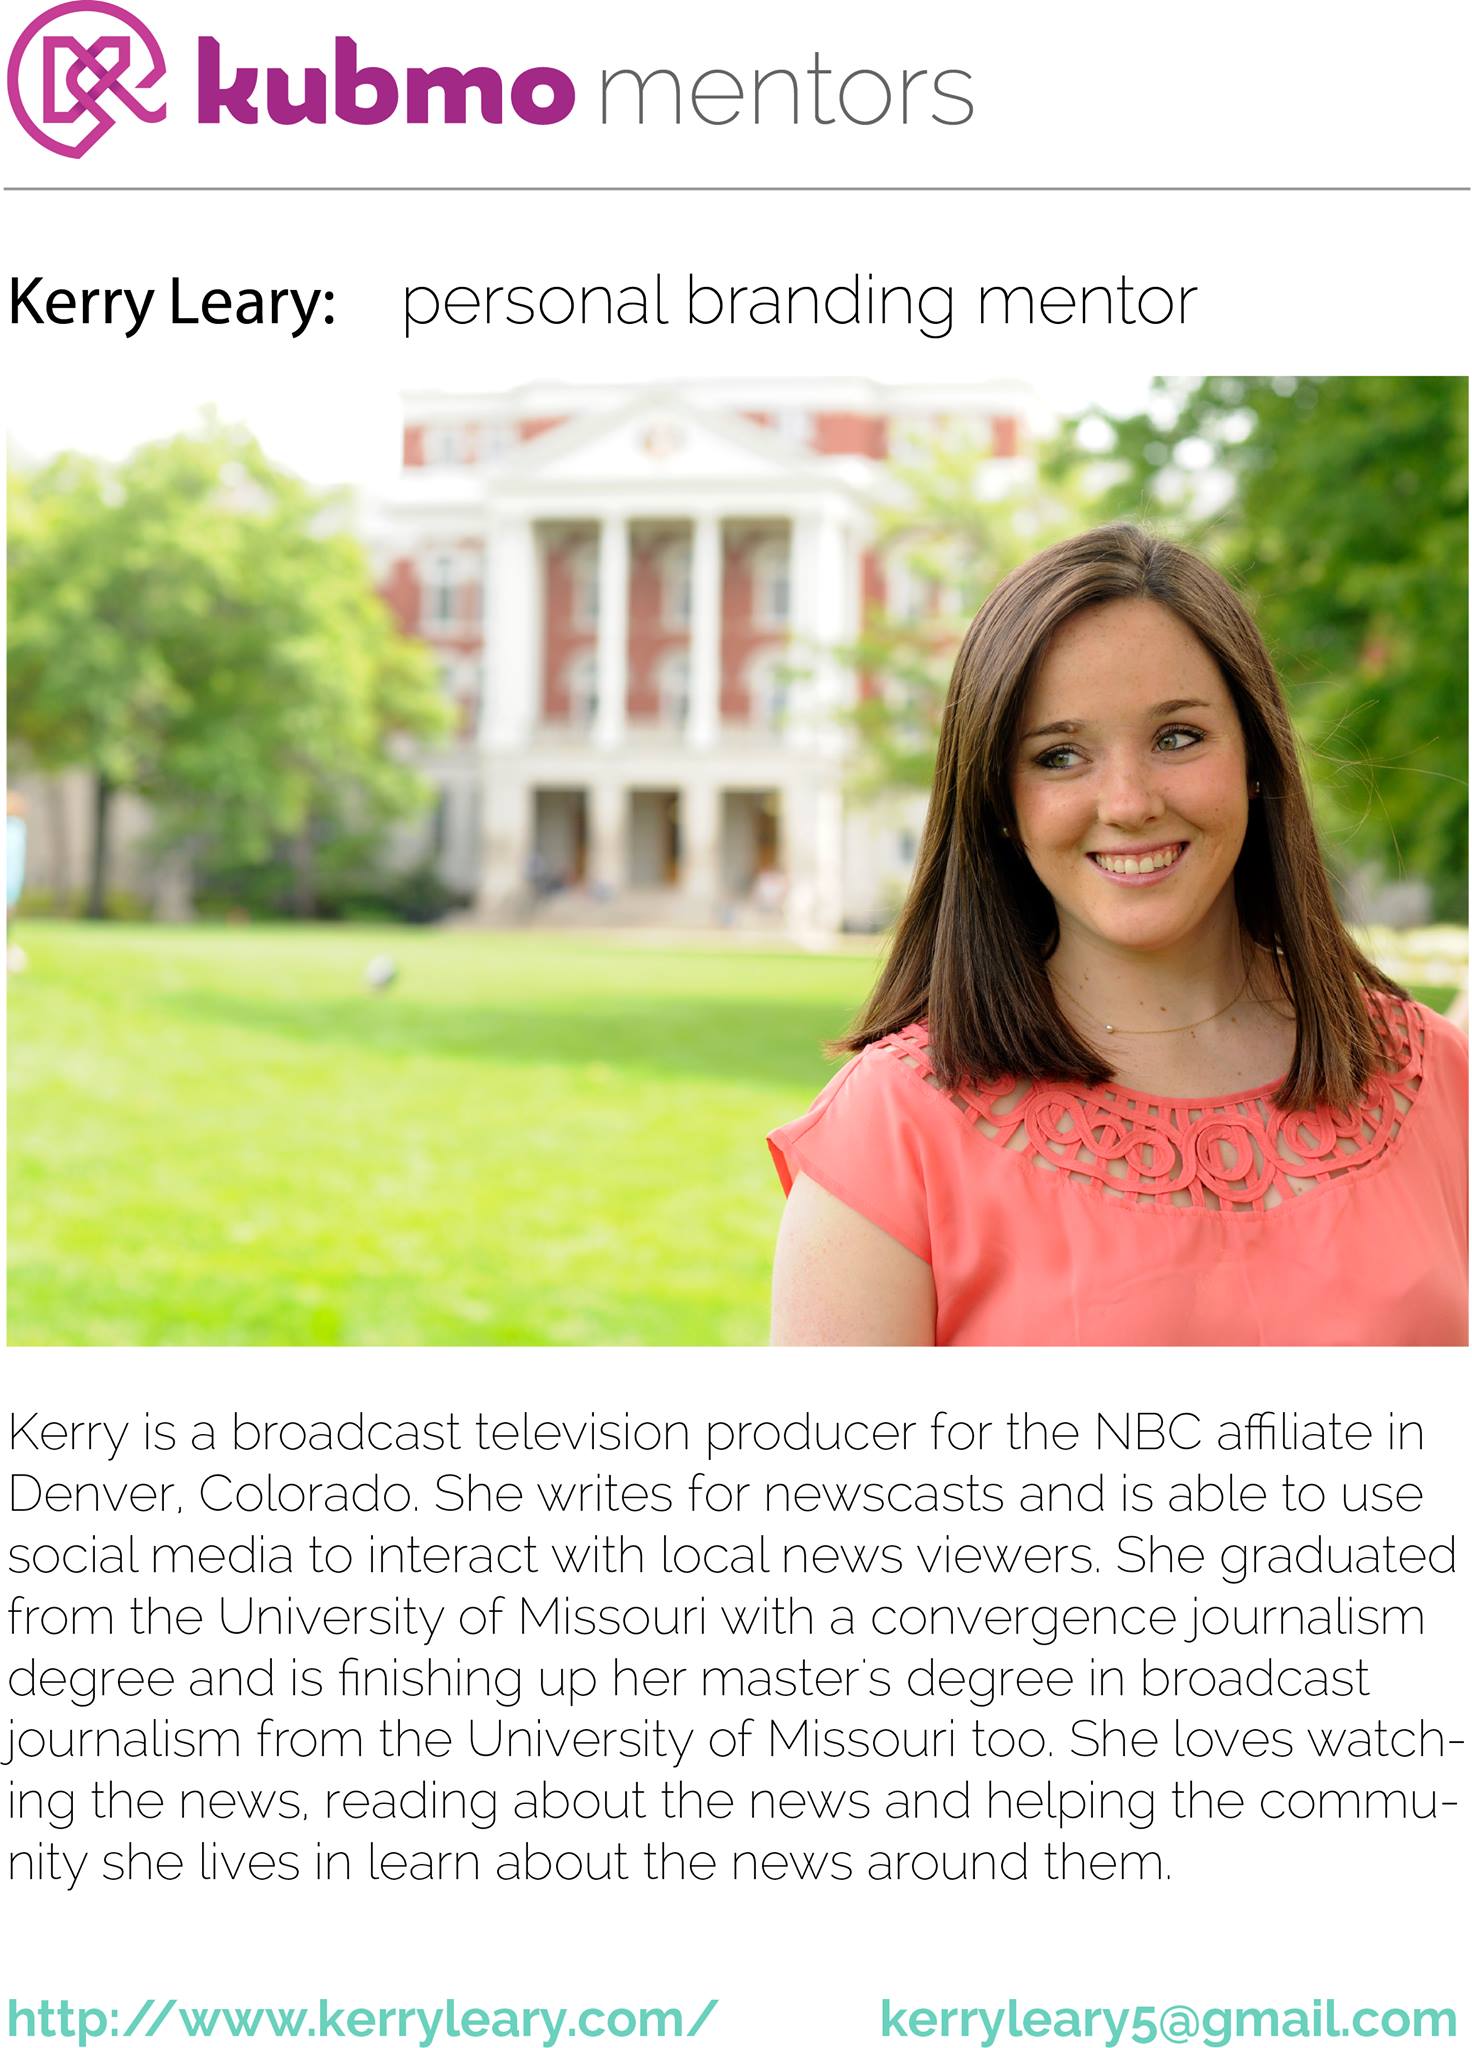 kubmo mentors
Kerry Leary: personal branding mentor
Kerry is a broadcast television producer for the NBC affiliate in
Denver, Colorado. She writes for newscasts and is able to use
social media to interact with local news viewers. She graduated
from the University of Missouri with a convergence journalism
degree and is finishing up her master's degree in broadcast
journalism from the University of Missouri too. She loves watch-
ing the news, reading about the news and helping the commu-
nity she lives in learn about the news around them.
http://www.kerryleary.com/ kerryleary5@gmail.com